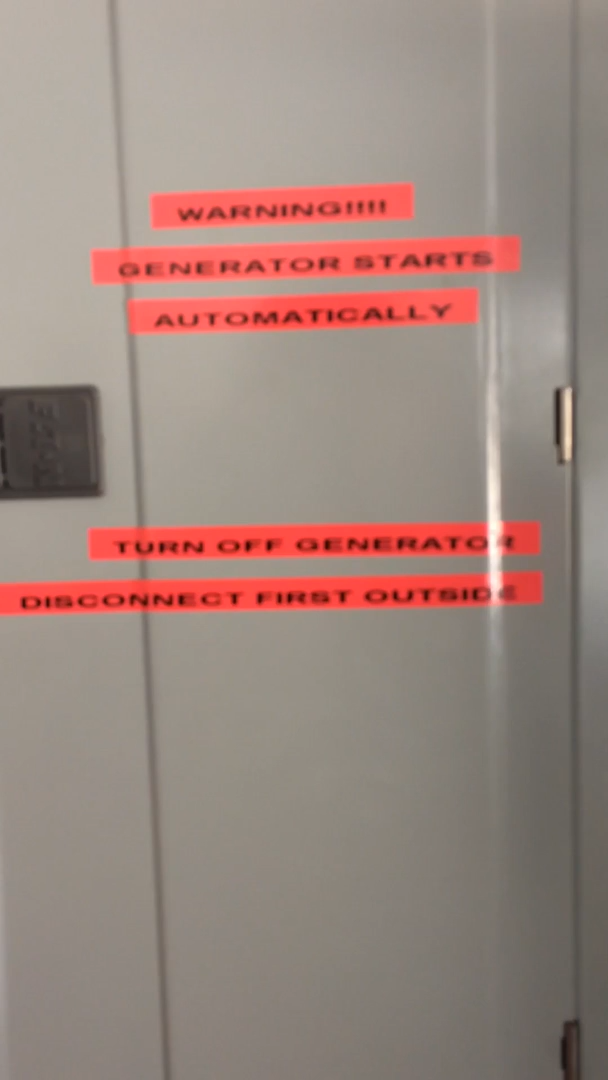 WARNING!!!!
GENERATOR STARTS
AUTOMATICALLY
TURN OFF GENERATOR
DISCONNECT FIRST OUTSIDE